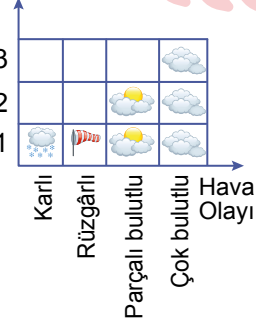 3
2
1
Karlı
Rüzgârlı
Parçalı bulutlu
Çok bulutlu
Hava
Olayı